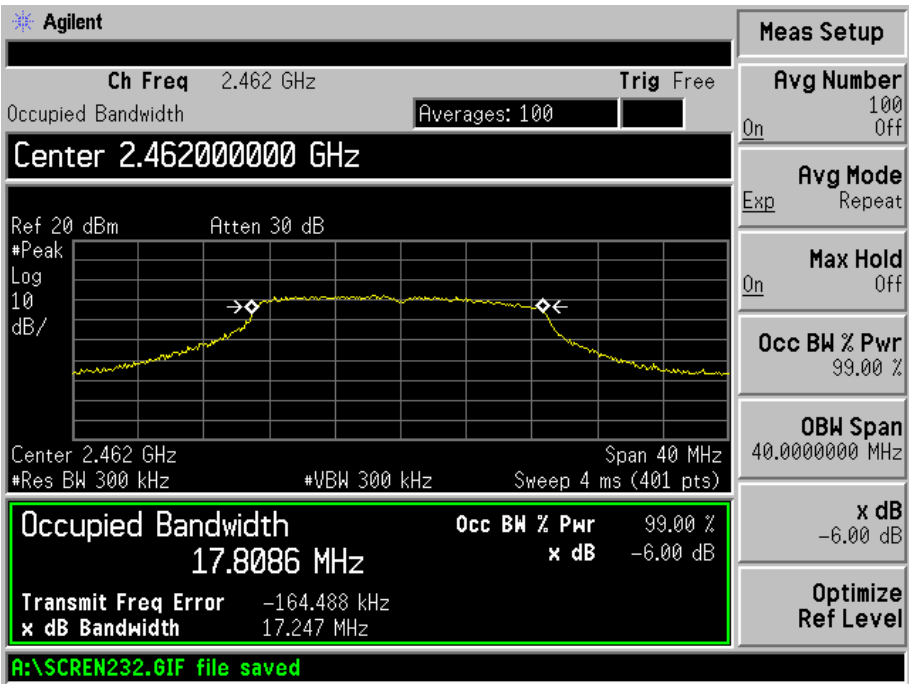 Agilent
Ch Freq 2.462 GHz Trig Free
Occupied Bandwidth Averages: 100
Center 2.462000000 GHz
Ref 20 dBm Atten 30 dB
#Peak
Log
10
dB/
Center 2.462 GHz Span 40 MHz
#Res BW 300 kHz #VBW 300 kHz Sweep 4 ms (401 pts)
Occupied Bandwidth Occ BW % Pwr 99.00 %
17.8086 MHz x dB -6.00 dB
Transmit Freq Error -164.488 kHz
x dB Bandwidth 17.247 MHz
A:\SCREN232.GIF file saved
Meas Setup
Avg Number
100
On Off
Avg Mode
Exp Repeat
Max Hold
On Off
Occ BW % Pwr
99.00 %
OBW Span
40.0000000 MHz
x dB
-6.00 dB
Optimize
Ref Level